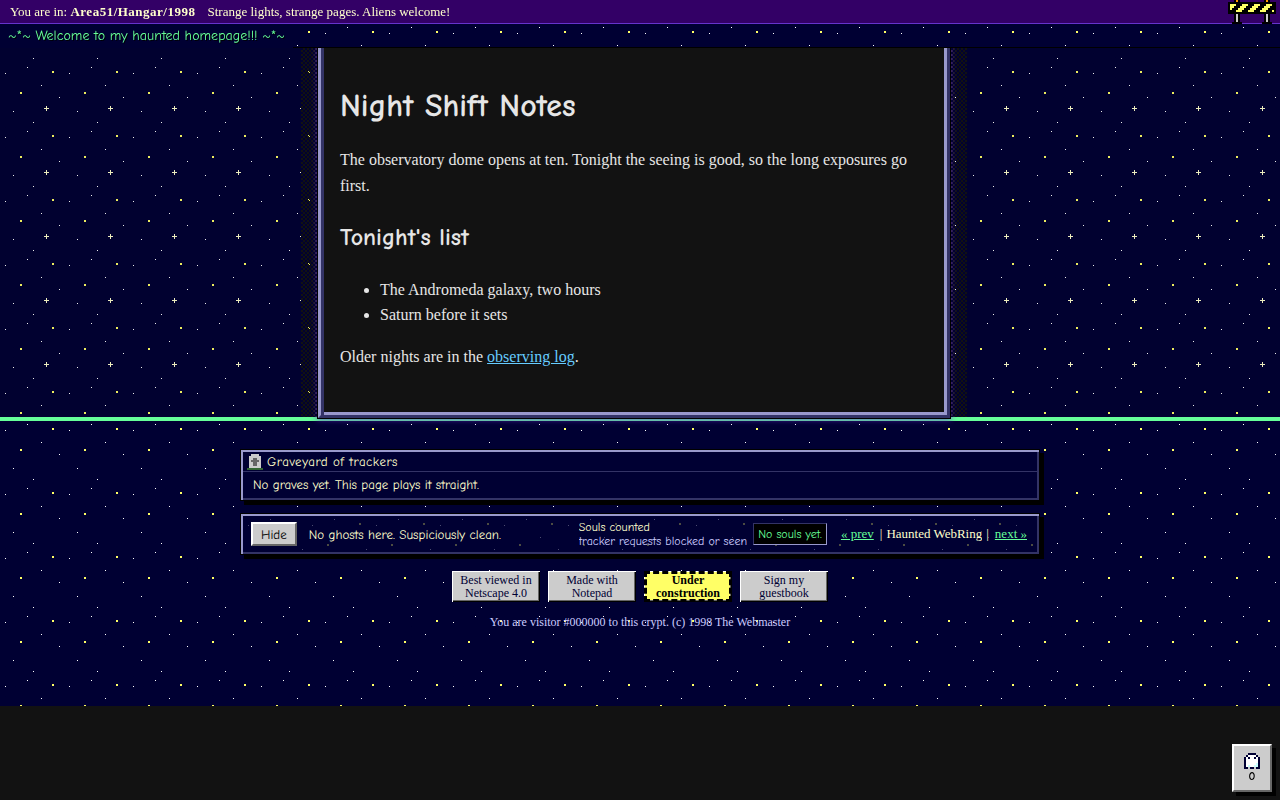 You are in: Area51/Hangar/1998 Strange lights, strange pages. Aliens welcome!
~*~ Welcome to my haunted homepage!!! ~*~
Night Shift Notes
The observatory dome opens at ten. Tonight the seeing is good, so the long exposures go
first.
Tonight's list
• The Andromeda galaxy, two hours
• Saturn before it sets
Older nights are in the observing log.
Graveyard of trackers
No graves yet. This page plays it straight.
Hide No ghosts here. Suspiciously clean.
Souls counted
tracker requests blocked or seen
No souls yet.
« prev | Haunted WebRing | next »
Best viewed in
Netscape 4.0
Made with
Notepad
Under
construction
Sign my
guestbook
You are visitor #000000 to this crypt. (c) 1998 The Webmaster
0